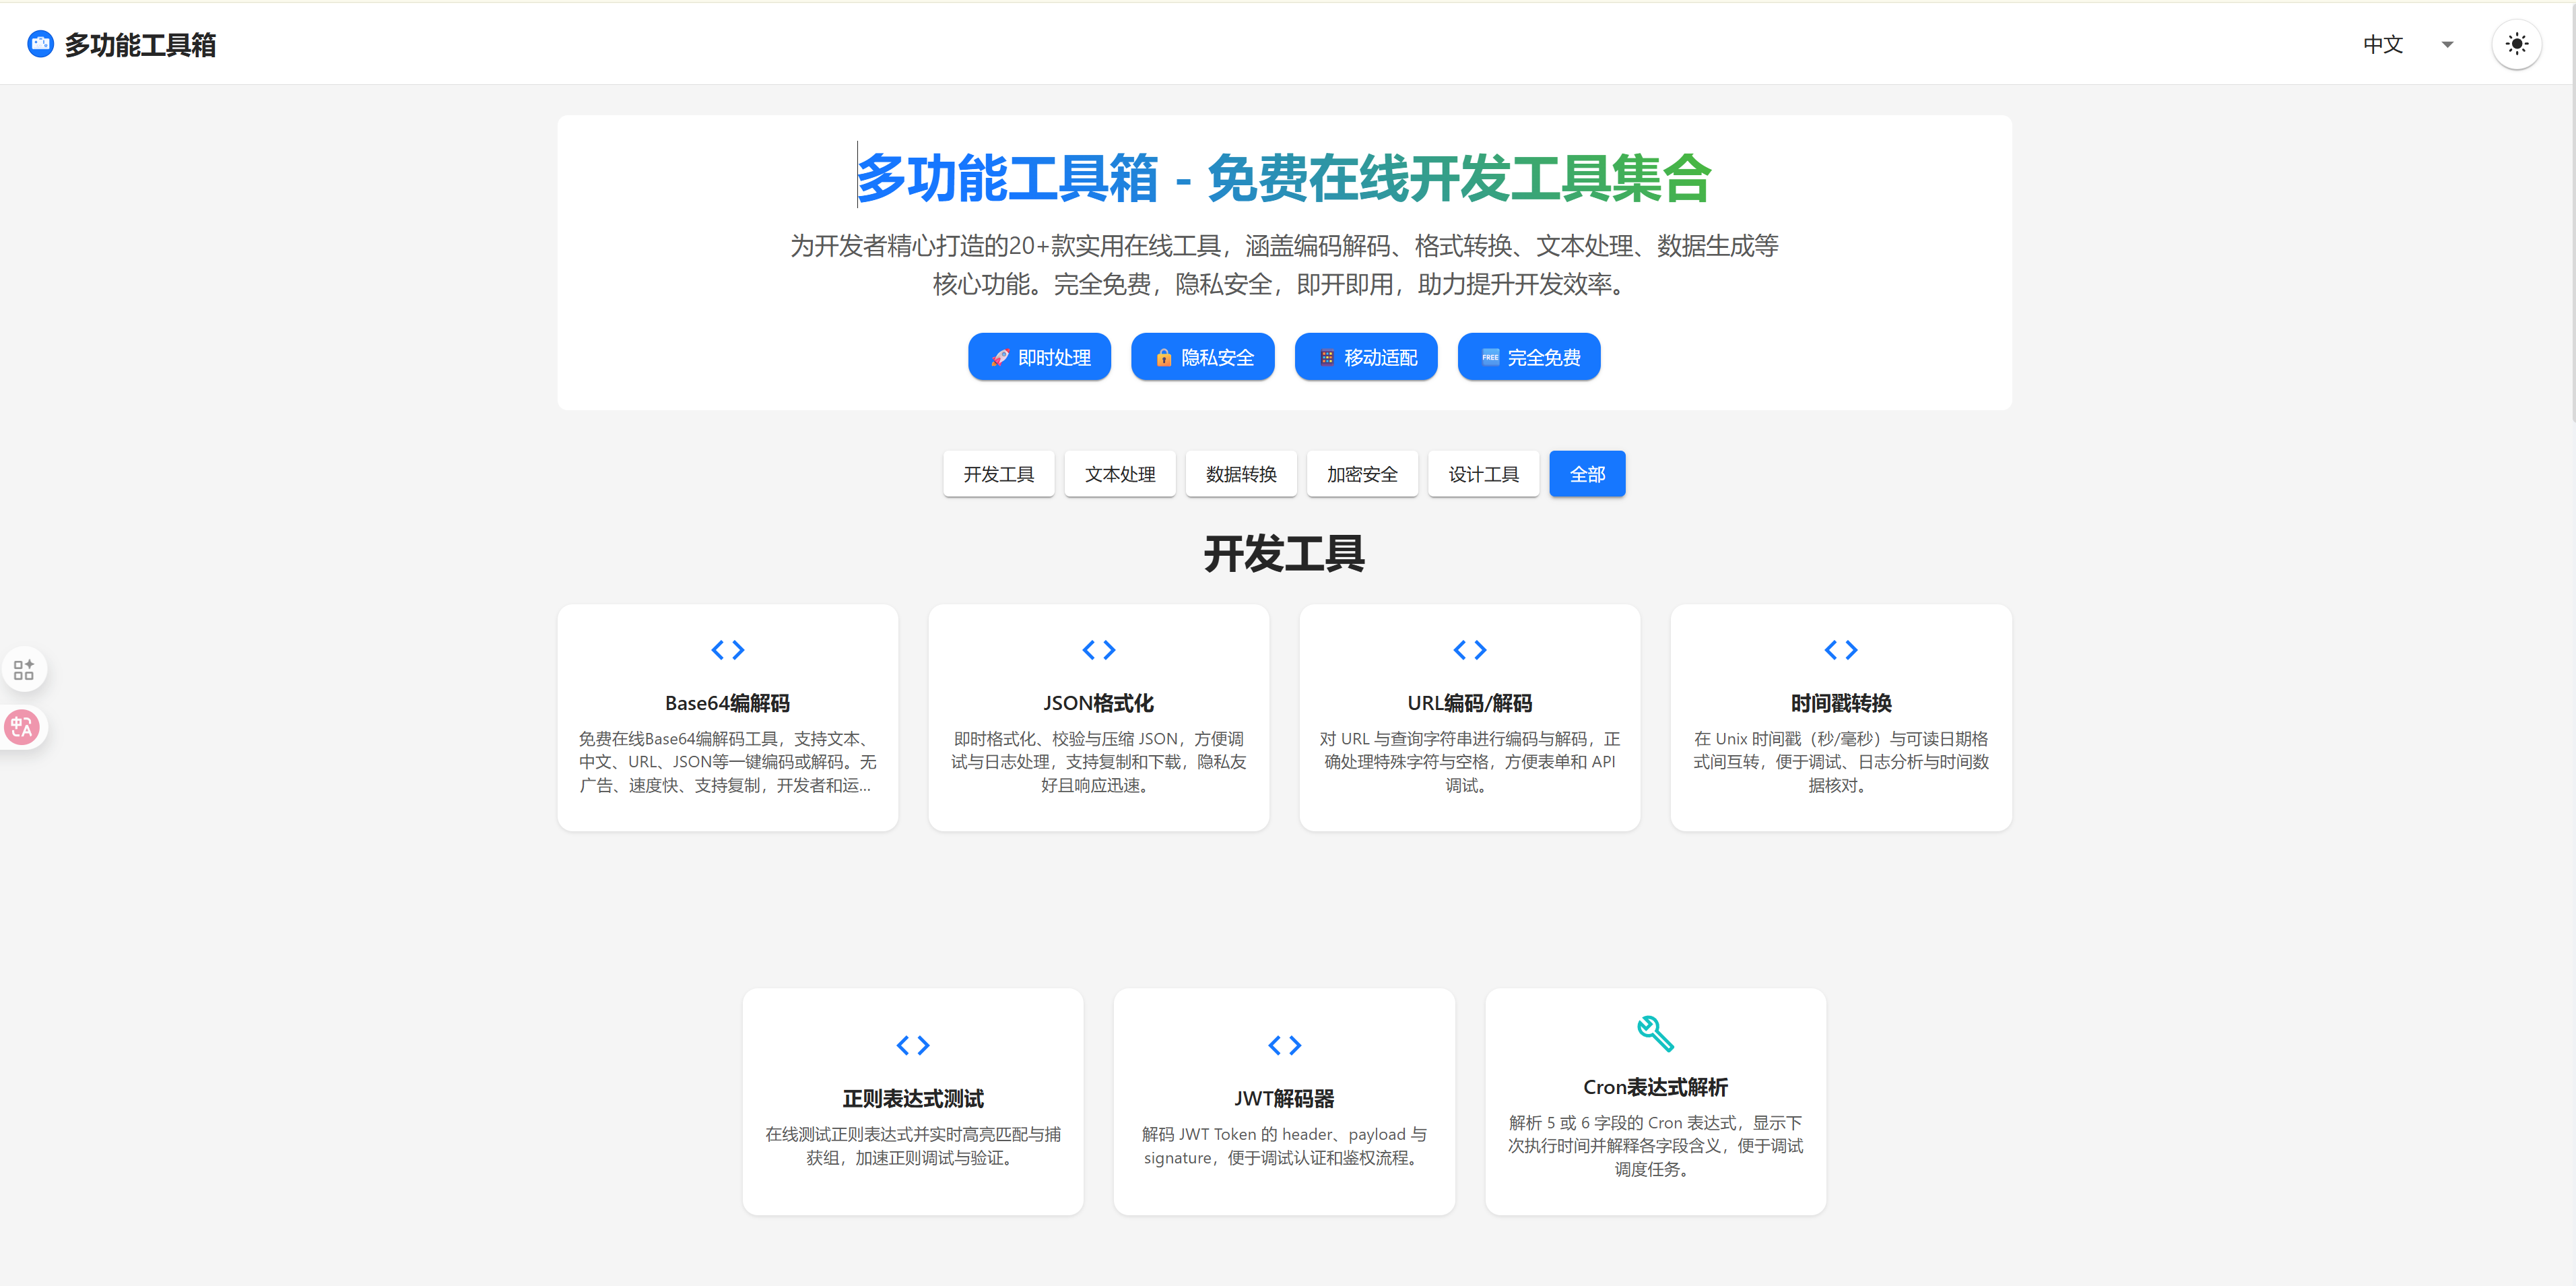 多功能工具箱
中文
多功能工具箱 - 免费在线开发工具集合
为开发者精心打造的20+款实用在线工具，涵盖编码解码、格式转换、文本处理、数据生成等
核心功能。完全免费，隐私安全，即开即用，助力提升开发效率。
🚀 即时处理
🔒 隐私安全
📱 移动适配
🆓 完全免费
开发工具
文本处理
数据转换
加密安全
设计工具
全部
开发工具
Base64编解码
免费在线Base64编解码工具，支持文本、
中文、URL、JSON等一键编码或解码。无
广告、速度快、支持复制，开发者和运...
JSON格式化
即时格式化、校验与压缩 JSON，方便调
试与日志处理，支持复制和下载，隐私友
好且响应迅速。
URL编码/解码
对 URL 与查询字符串进行编码与解码，正
确处理特殊字符与空格，方便表单和 API
调试。
时间戳转换
在 Unix 时间戳（秒/毫秒）与可读日期格
式间互转，便于调试、日志分析与时间数
据核对。
正则表达式测试
在线测试正则表达式并实时高亮匹配与捕
获组，加速正则调试与验证。
JWT解码器
解码 JWT Token 的 header、payload 与
signature，便于调试认证和鉴权流程。
Cron表达式解析
解析 5 或 6 字段的 Cron 表达式，显示下
次执行时间并解释各字段含义，便于调试
调度任务。